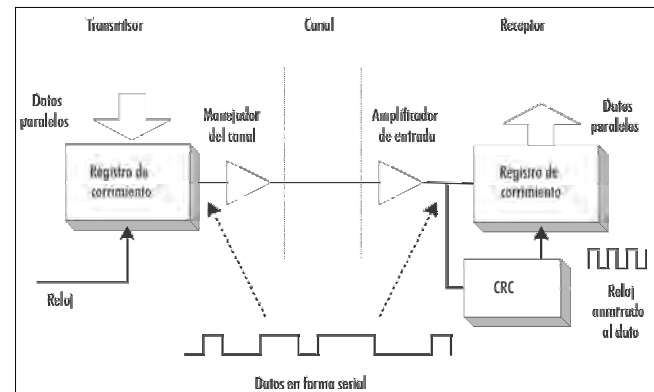 Transmisor
Canal
Receptor
Datos
paralelos
Manejador
del canal
Amplificador
de entrada
Datos
paralelos
Registro de
corrimiento
Registro de
corrimiento
Reloj
CRC
Reloj
al dato
Datos en forma serial